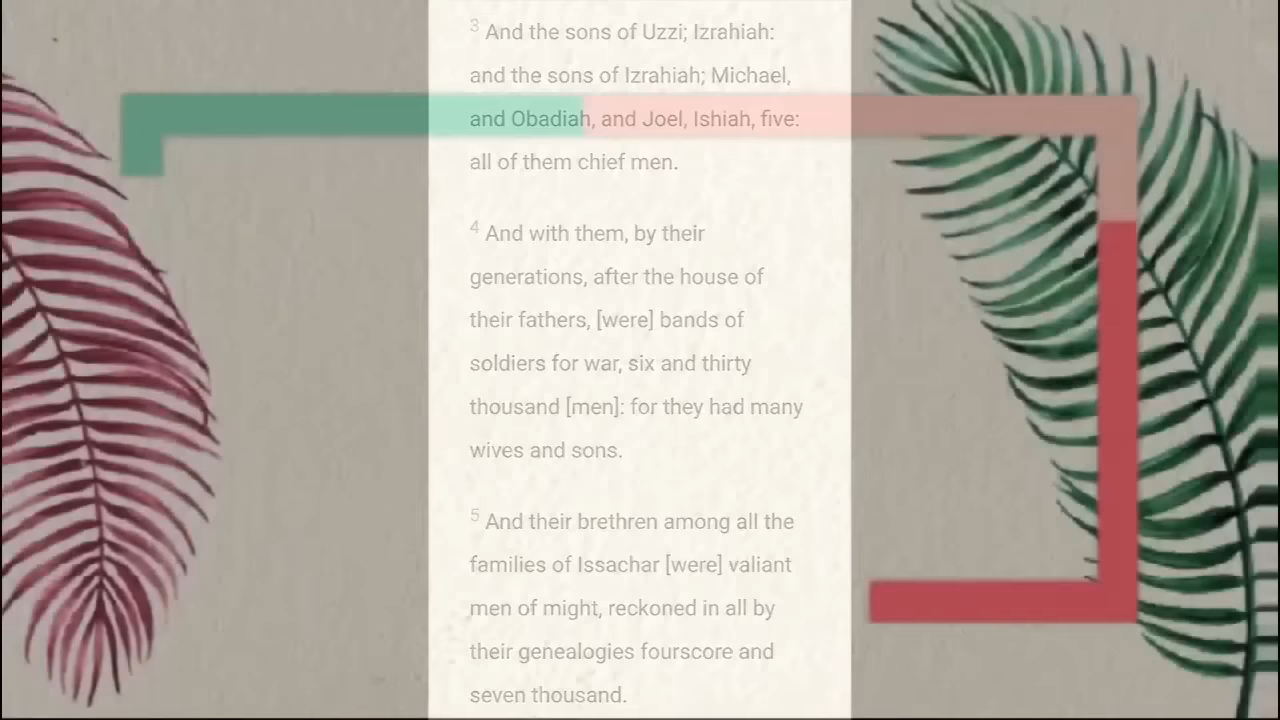 3 And the sons of Uzzi; Izrahiah:
and the sons of Izrahiah; Michael,
and Obadiah, and Joel, Ishiah, five:
all of them chief men.
4 And with them, by their
generations, after the house of
their fathers, [were] bands of
soldiers for war, six and thirty
thousand [men]: for they had many
wives and sons.
5 And their brethren among all the
families of Issachar [were] valiant
men of might, reckoned in all by
their genealogies fourscore and
seven thousand.